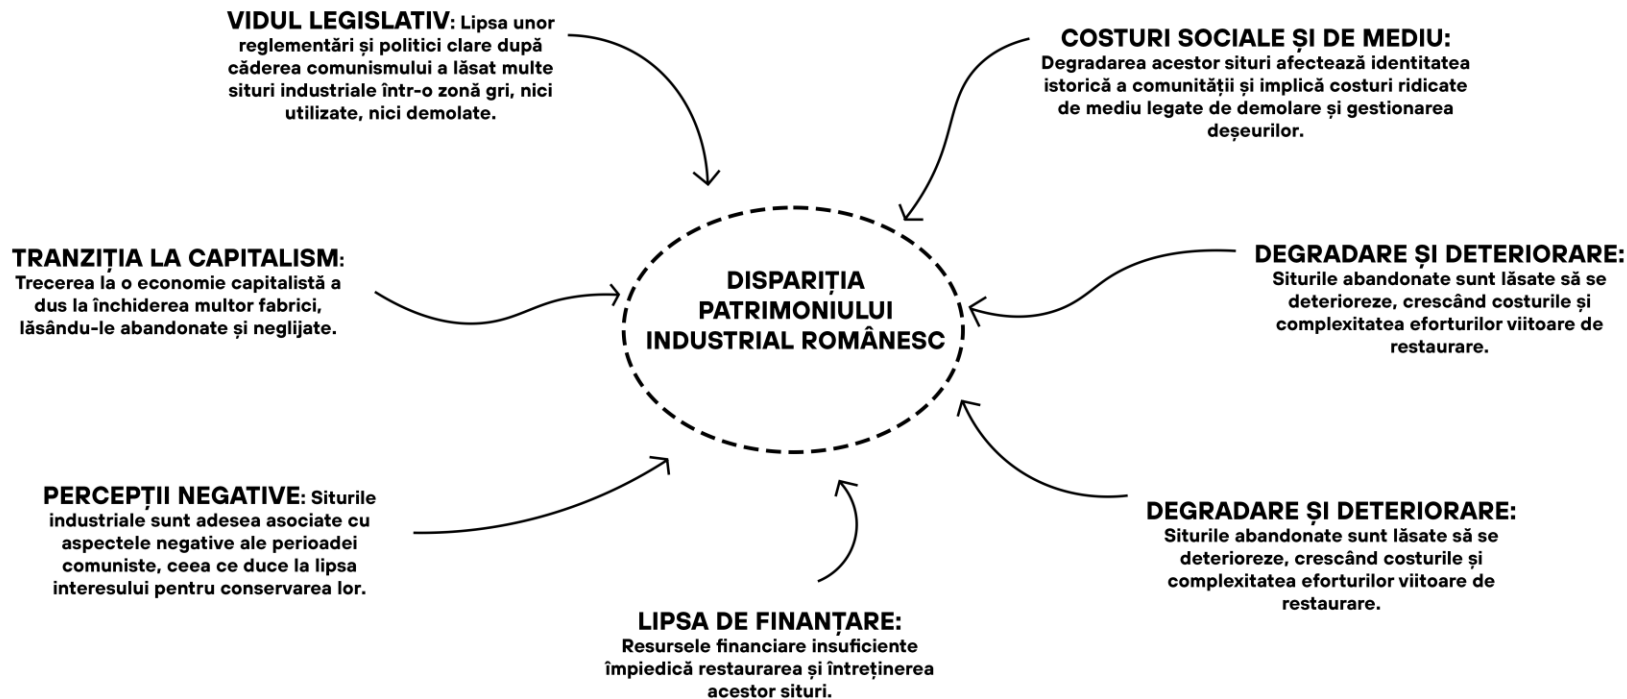 VIDUL LEGISLATIV: Lipsa unor
reglementări și politici clare după
căderea comunismului a lăsat multe
situri industriale într-o zonă gri, nici
utilizate, nici demolate.
COSTURI SOCIALE ȘI DE MEDIU:
Degradarea acestor situri afectează identitatea
istorică a comunității și implică costuri ridicate
de mediu legate de demolare și gestionarea
deșeurilor.
TRANZIȚIA LA CAPITALISM:
Trecerea la o economie capitalistă a
dus la închiderea multor fabrici,
lăsându-le abandonate și neglijate.
DISPARIȚIA
PATRIMONIULUI
INDUSTRIAL ROMÂNESC
DEGRADARE ȘI DETERIORARE:
Siturile abandonate sunt lăsate să se
deterioreze, crescând costurile și
complexitatea eforturilor viitoare de
restaurare.
PERCEPȚII NEGATIVE: Siturile
industriale sunt adesea asociate cu
aspectele negative ale perioadei
comuniste, ceea ce duce la lipsa
interesului pentru conservarea lor.
LIPSA DE FINANȚARE:
Resursele financiare insuficiente
împiedică restaurarea și întreținerea
acestor situri.
DEGRADARE ȘI DETERIORARE:
Siturile abandonate sunt lăsate să se
deterioreze, crescând costurile și
complexitatea eforturilor viitoare de
restaurare.